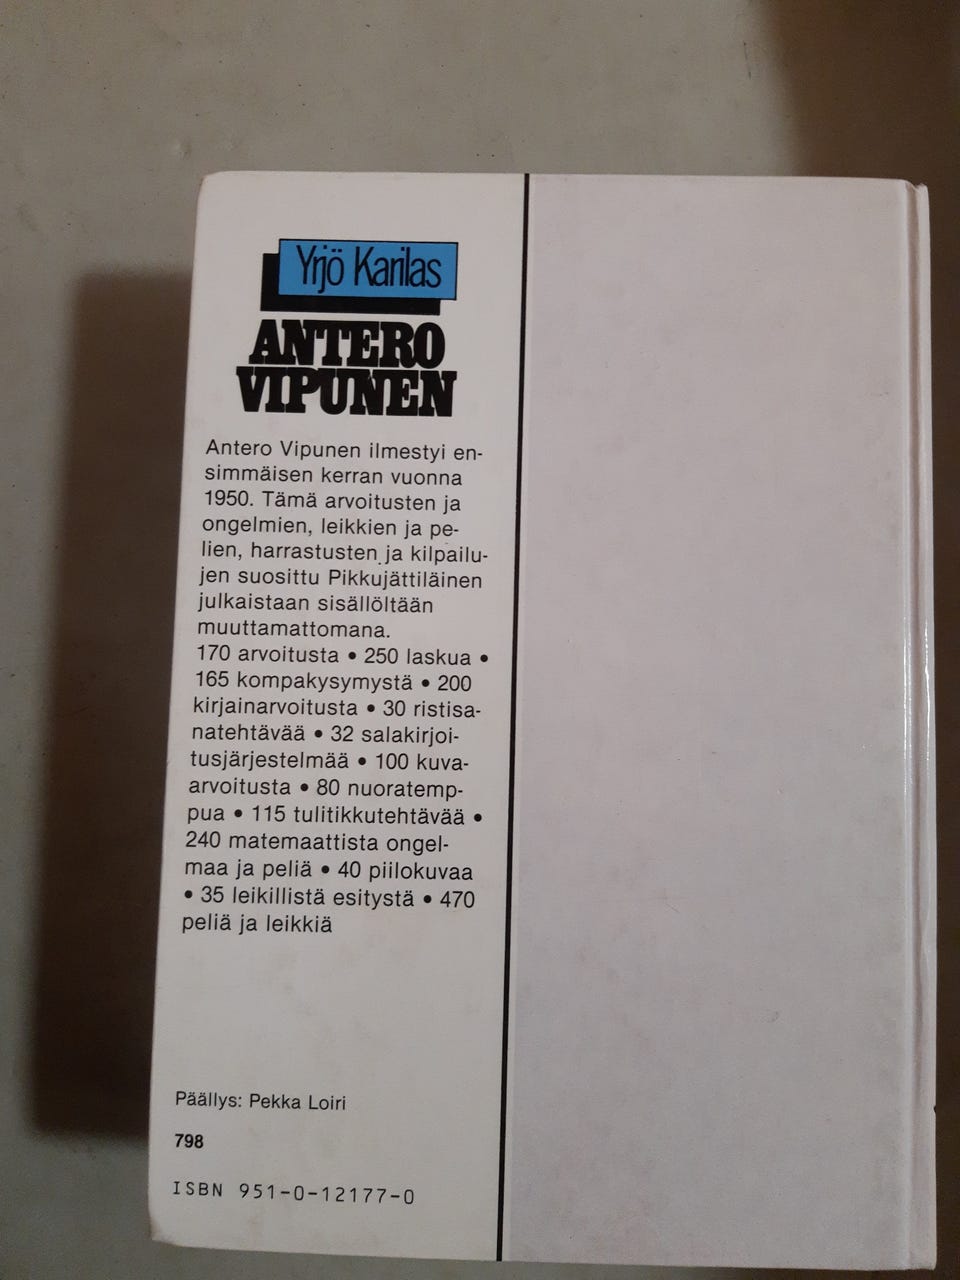 Yrjö Karilas
ANTERO
VIPUNEN
Antero Vipunen ilmestyi en-
simmäisen kerran vuonna
1950. Tämä arvoitusten ja
ongelmien, leikkien ja pe-
lien, harrastusten ja kilpailu-
jen suosittu Pikkujättiläinen
julkaistaan sisällöltään
muuttamattomana.
170 arvoitusta • 250 laskua •
165 kompakysymystä • 200
kirjainarvoitusta • 30 ristisa-
natehtävää • 32 salakirjoi-
tusjärjestelmää • 100 kuva-
arvoitusta • 80 nuoratemp-
pua • 115 tulitikkutehtävää •
240 matemaattista ongel-
maa ja peliä • 40 piilokuvaa
• 35 leikillistä esitystä • 470
peliä ja leikkiä
Päällys: Pekka Loiri
798
ISBN 951-0-12177-0